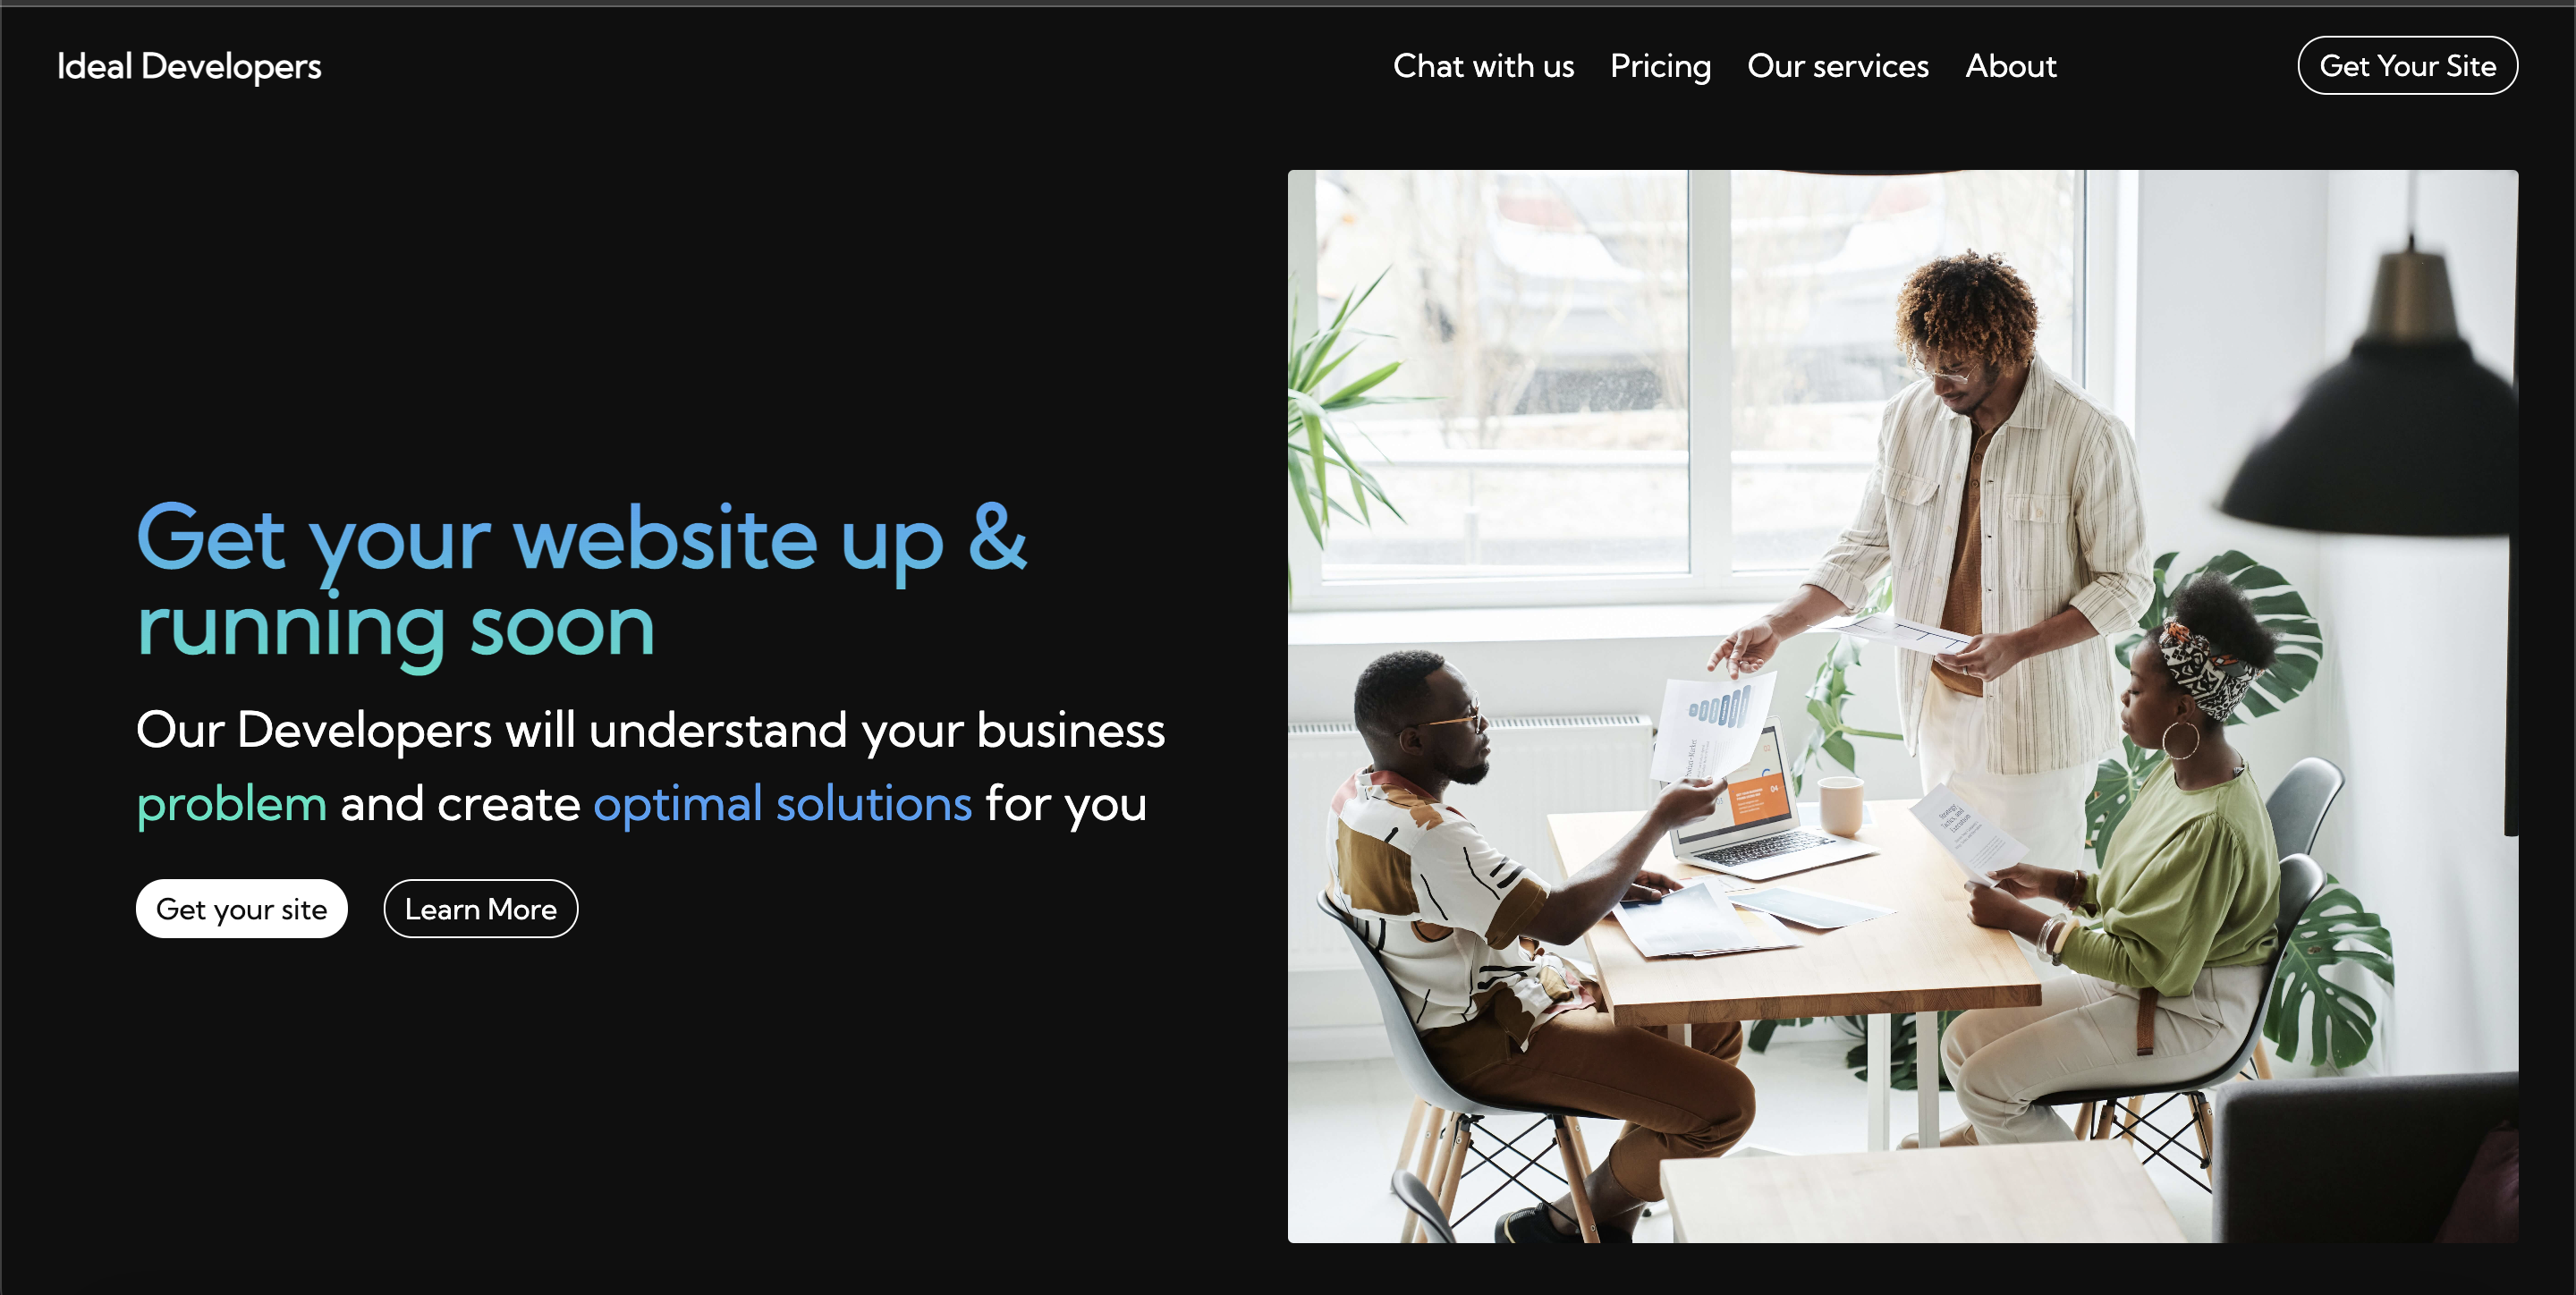 Ideal Developers
Chat with us
Pricing
Our services
About
Get Your Site
Get your website up &
running soon
Our Developers will understand your business
problem and create optimal solutions for you
Get your site
Learn More
04